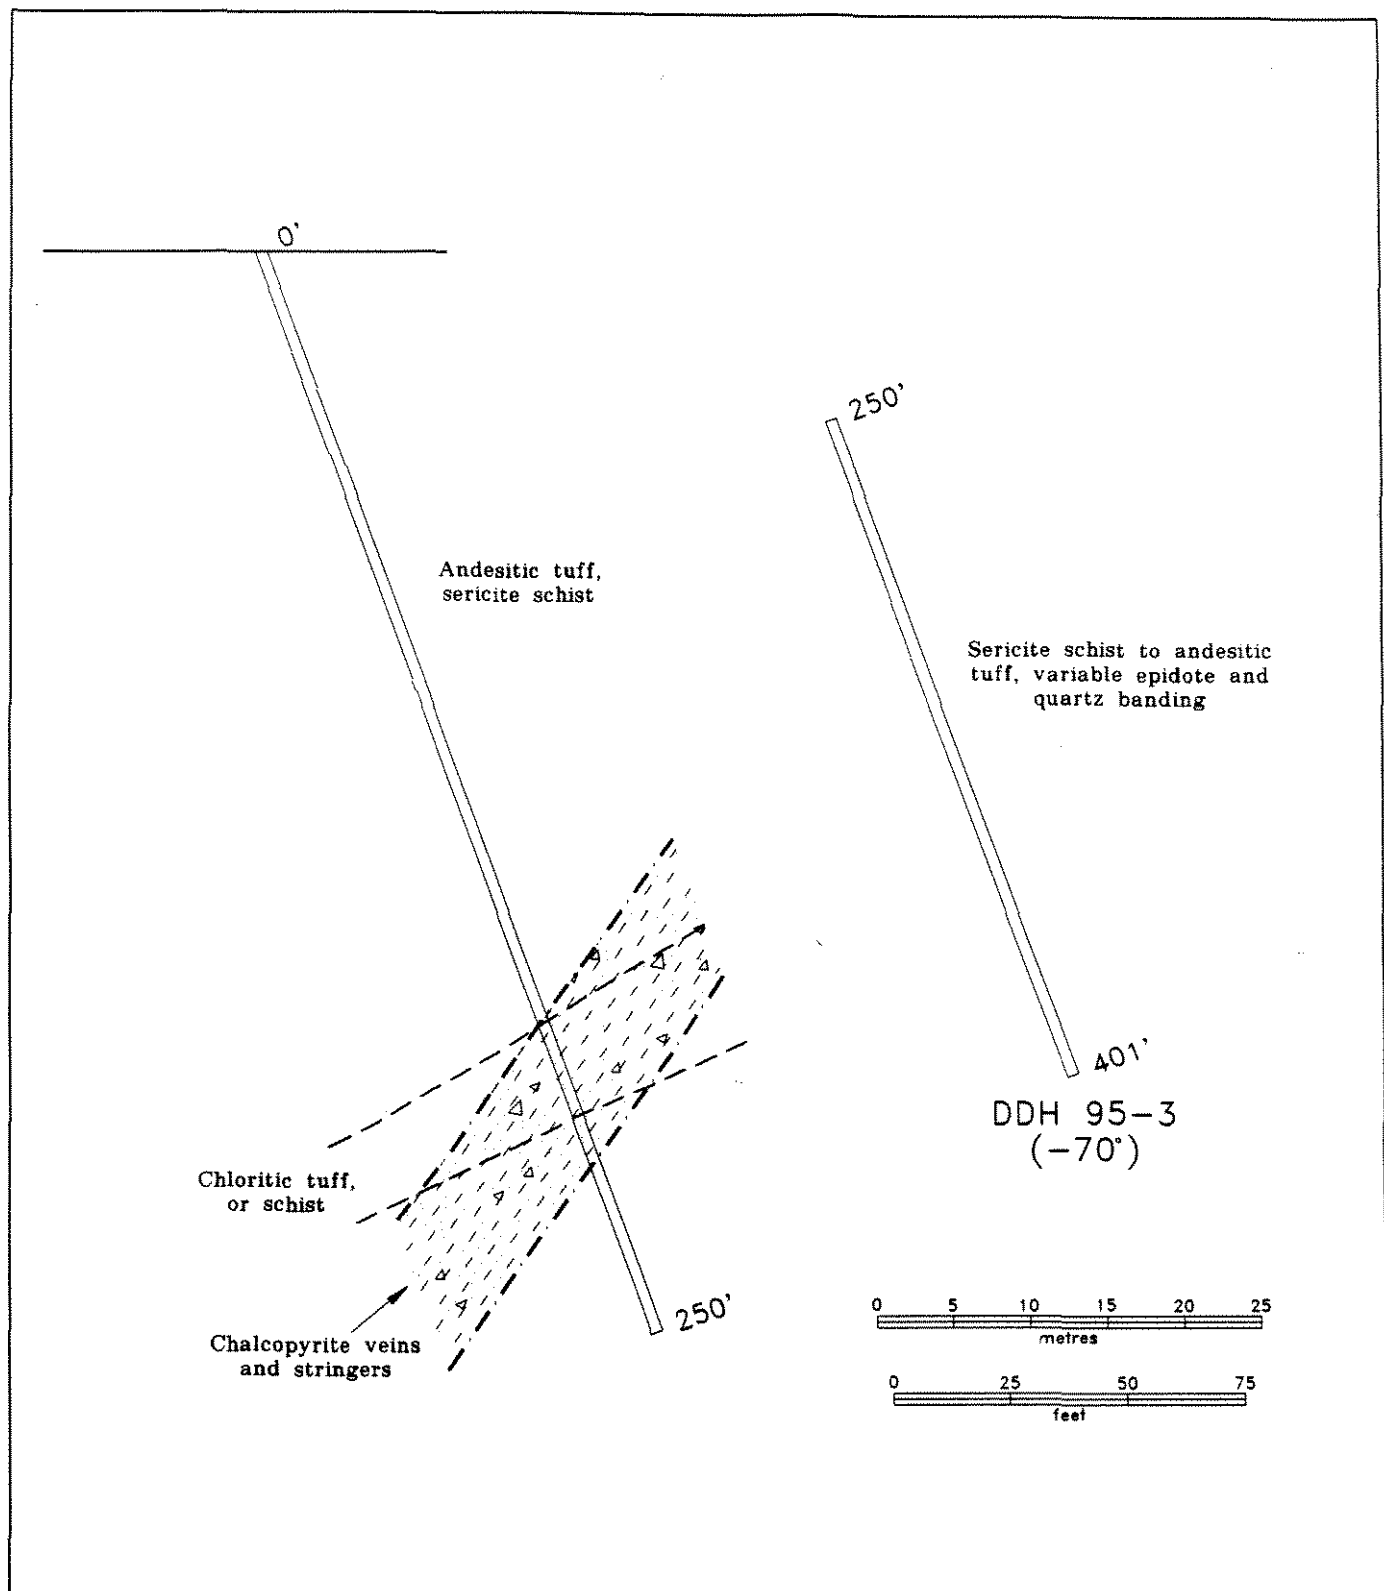 0'
250'
Andesitic tuff,
sericite schist
Sericite schist to andesitic
tuff, variable epidote and
quartz banding
401'
DDH 95-3
(-70°)
Chloritic tuff,
or schist
250'
Chalcopyrite veins
and stringers
0 5 10 15 20 25
metres
0 25 50 75
feet